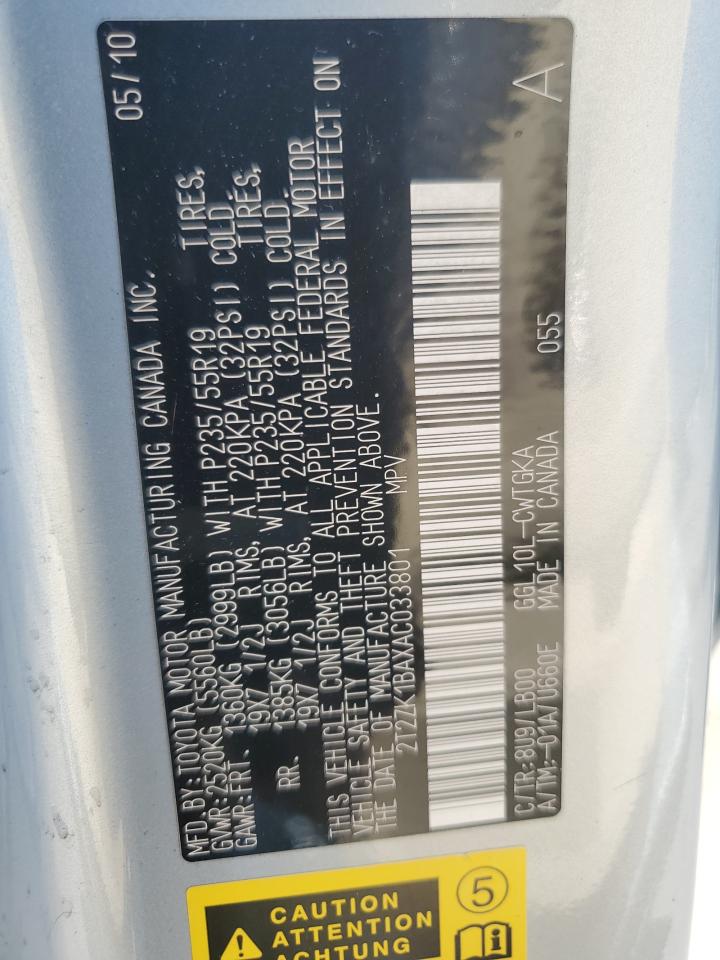 MFD. BY: TOYOTA MOTOR MANUFACTURING CANADA INC. 05/10
GVWR: 2520KG (5560LB)
GAWR: FRT. 1360KG (2999LB) WITH P235/55R19 TIRES,
19X7 1/2J RIMS, AT 220KPA (32PSI) COLD.
RR. 1385KG (3056LB) WITH P235/55R19 TIRES,
19X7 1/2J RIMS, AT 220KPA (32PSI) COLD.
THIS VEHICLE CONFORMS TO ALL APPLICABLE FEDERAL MOTOR
VEHICLE SAFETY AND THEFT PREVENTION STANDARDS IN EFFECT ON
THE DATE OF MANUFACTURE SHOWN ABOVE.
2T2ZK1BAXAC033801 MPV
C/TR: 8U9/LB00 GGL10L-CWTGKA 055 A
A/TM: -01A/U660E MADE IN CANADA
CAUTION
ATTENTION
ACHTUNG
5
i